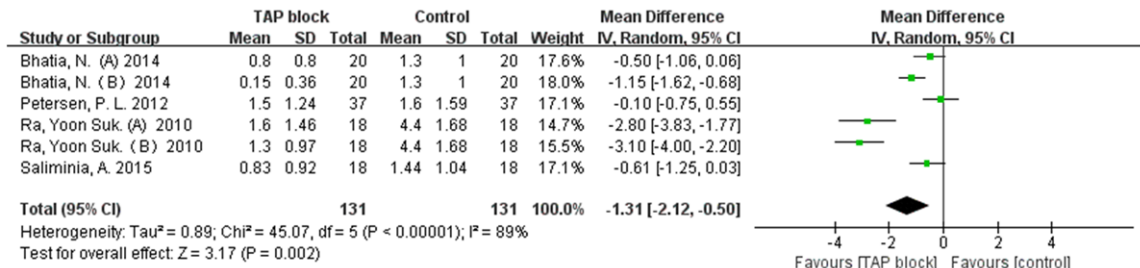 TAP block Control Mean Difference Mean Difference
Study or Subgroup Mean SD Total Mean SD Total Weight IV, Random, 95% CI IV, Random, 95% CI
Bhatia, N. (A) 2014 0.8 0.8 20 1.3 1 20 17.6% -0.50 [-1.06, 0.06]
Bhatia, N. (B) 2014 0.15 0.36 20 1.3 1 20 18.0% -1.15 [-1.62, -0.68]
Petersen, P. L. 2012 1.5 1.24 37 1.6 1.59 37 17.1% -0.10 [-0.75, 0.55]
Ra, Yoon Suk. (A) 2010 1.6 1.46 18 4.4 1.68 18 14.7% -2.80 [-3.83, -1.77]
Ra, Yoon Suk. (B) 2010 1.3 0.97 18 4.4 1.68 18 15.5% -3.10 [-4.00, -2.20]
Saliminia, A. 2015 0.83 0.92 18 1.44 1.04 18 17.1% -0.61 [-1.25, 0.03]
Total (95% CI) 131 131 100.0% -1.31 [-2.12, -0.50]
Heterogeneity: Tau² = 0.89; Chi² = 45.07, df = 5 (P < 0.00001); I² = 89%
Test for overall effect: Z = 3.17 (P = 0.002)
-4 -2 0 2 4
Favours [TAP block] Favours [control]